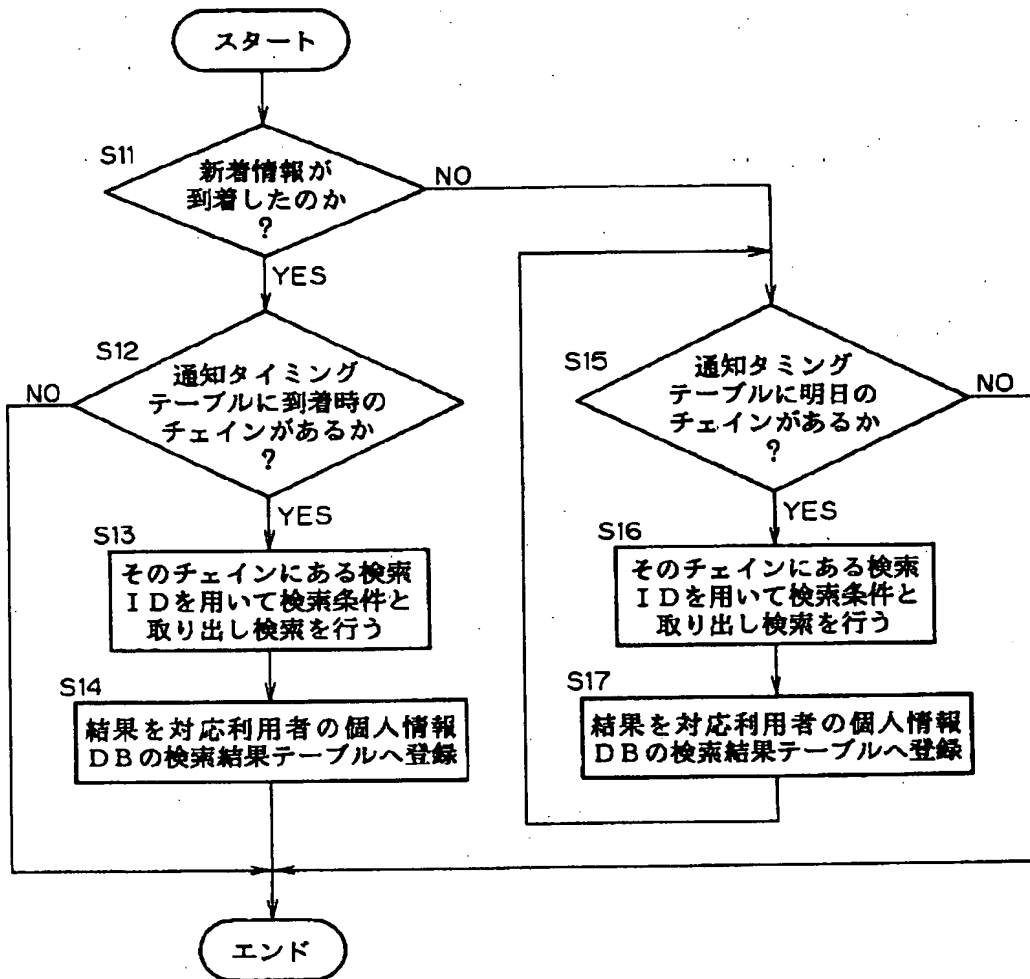 スタート
S11
新着情報が
到着したのか
?
NO
YES
S12
通知タイミング
テーブルに到着時の
チェインがあるか
?
NO
YES
S13
そのチェインにある検索
IDを用いて検索条件と
取り出し検索を行う
S14
結果を対応利用者の個人情報
DBの検索結果テーブルへ登録
S15
通知タミング
テーブルに明日の
チェインがあるか
?
NO
YES
S16
そのチェインにある検索
IDを用いて検索条件と
取り出し検索を行う
S17
結果を対応利用者の個人情報
DBの検索結果テーブルへ登録
エンド